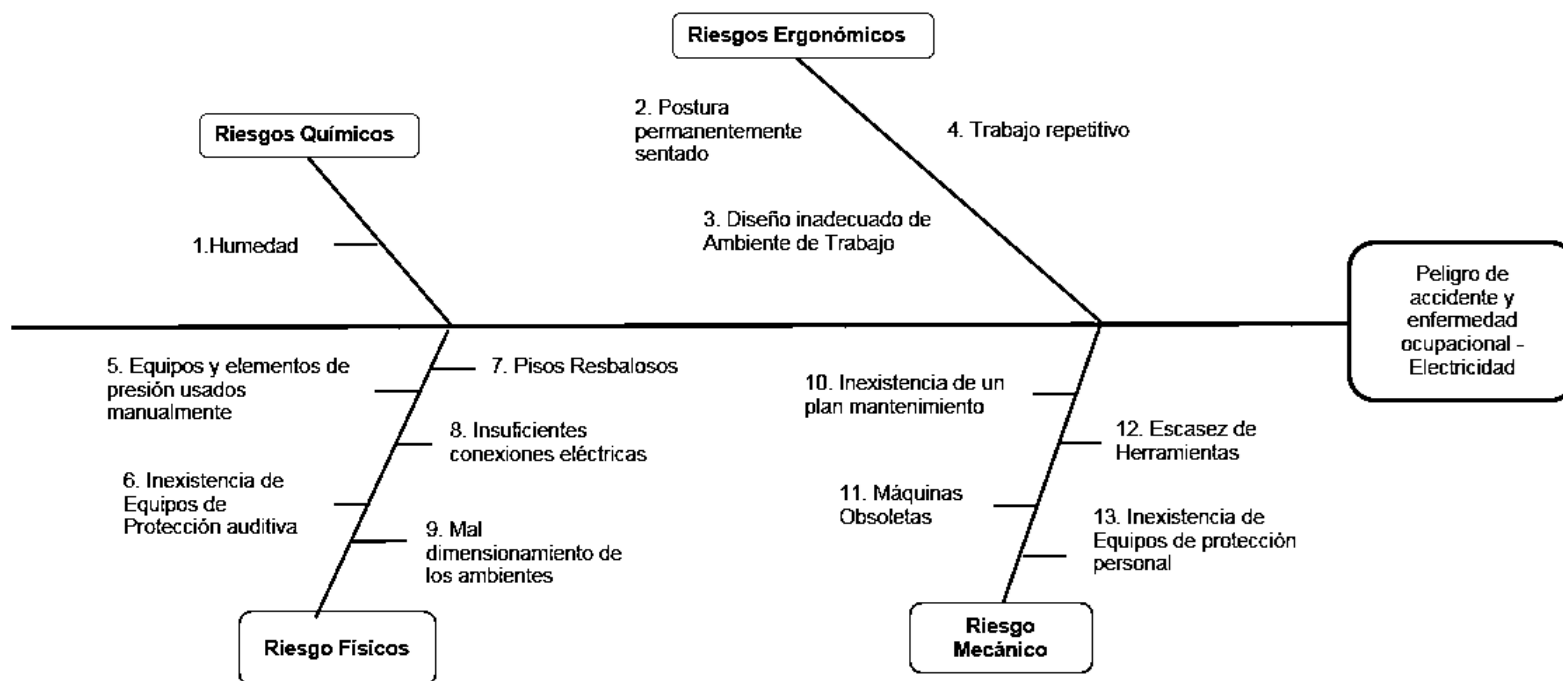 Riesgos Ergonómicos
Riesgos Químicos
2. Postura
permanentemente
sentado
4. Trabajo repetitivo
3. Diseño inadecuado de
Ambiente de Trabajo
1.Humedad
Peligro de
accidente y
enfermedad
ocupacional -
Electricidad
5. Equipos y elementos de
presión usados
manualmente
7. Pisos Resbalosos
8. Insuficientes
conexiones eléctricas
6. Inexistencia de
Equipos de
Protección auditiva
9. Mal
dimensionamiento de
los ambientes
10. Inexistencia de un
plan mantenimiento
12. Escasez de
Herramientas
11. Máquinas
Obsoletas
13. Inexistencia de
Equipos de protección
personal
Riesgo Físicos
Riesgo
Mecánico